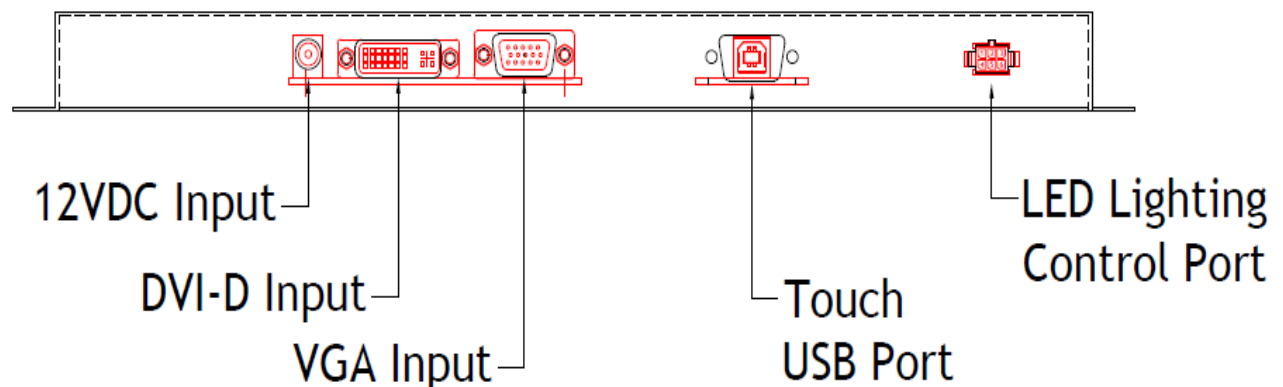 12VDC Input
DVI-D Input
VGA Input
Touch
USB Port
LED Lighting
Control Port